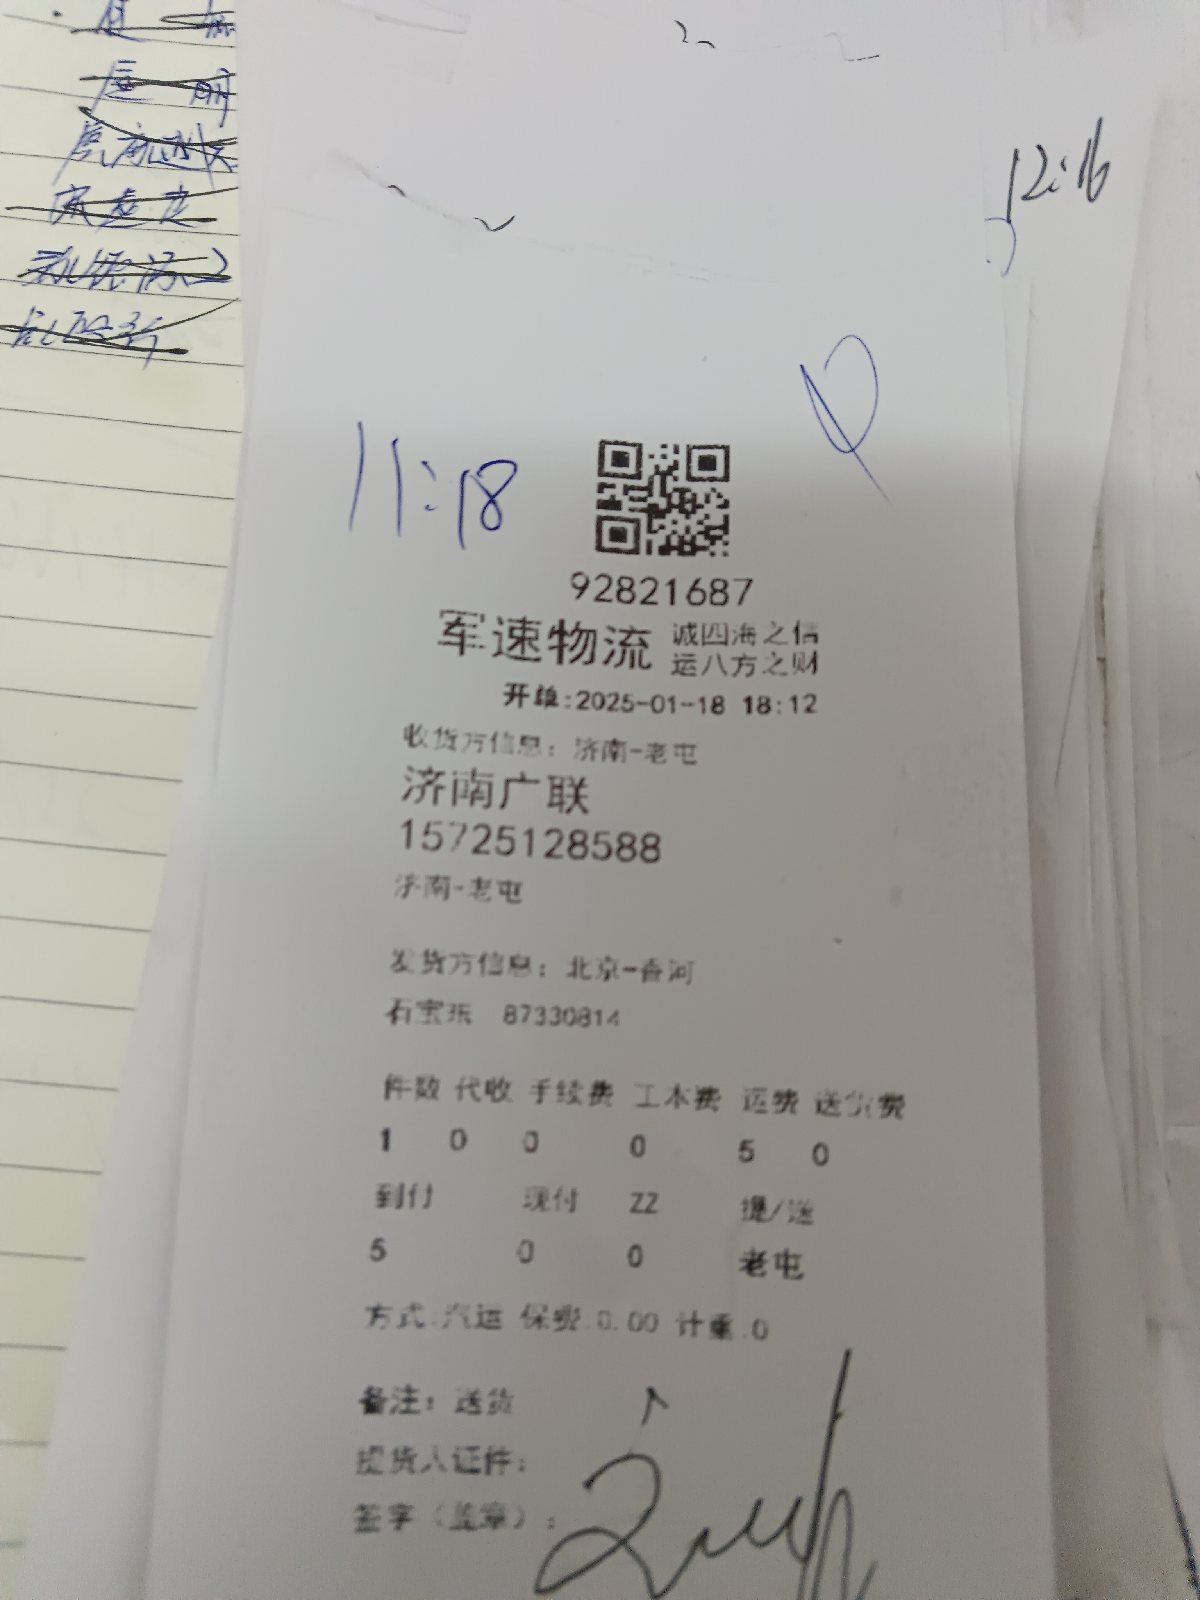 12:16
11:18
92821687
军速物流 诚四海之信
运八方之财
开单:2025-01-18 18:12
收货方信息：济南-老屯
济南广联
15725128588
济南-老屯
发货方信息：北京-香河
石宝珠 87330814
件数 代收 手续费 工本费 运费 送货费
1 0 0 0 5 0
到付 现付 ZZ 提/送
5 0 0 老屯
方式:汽运 保费:0.00 计重:0
备注：送货
提货人证件：
签字（盖章）：